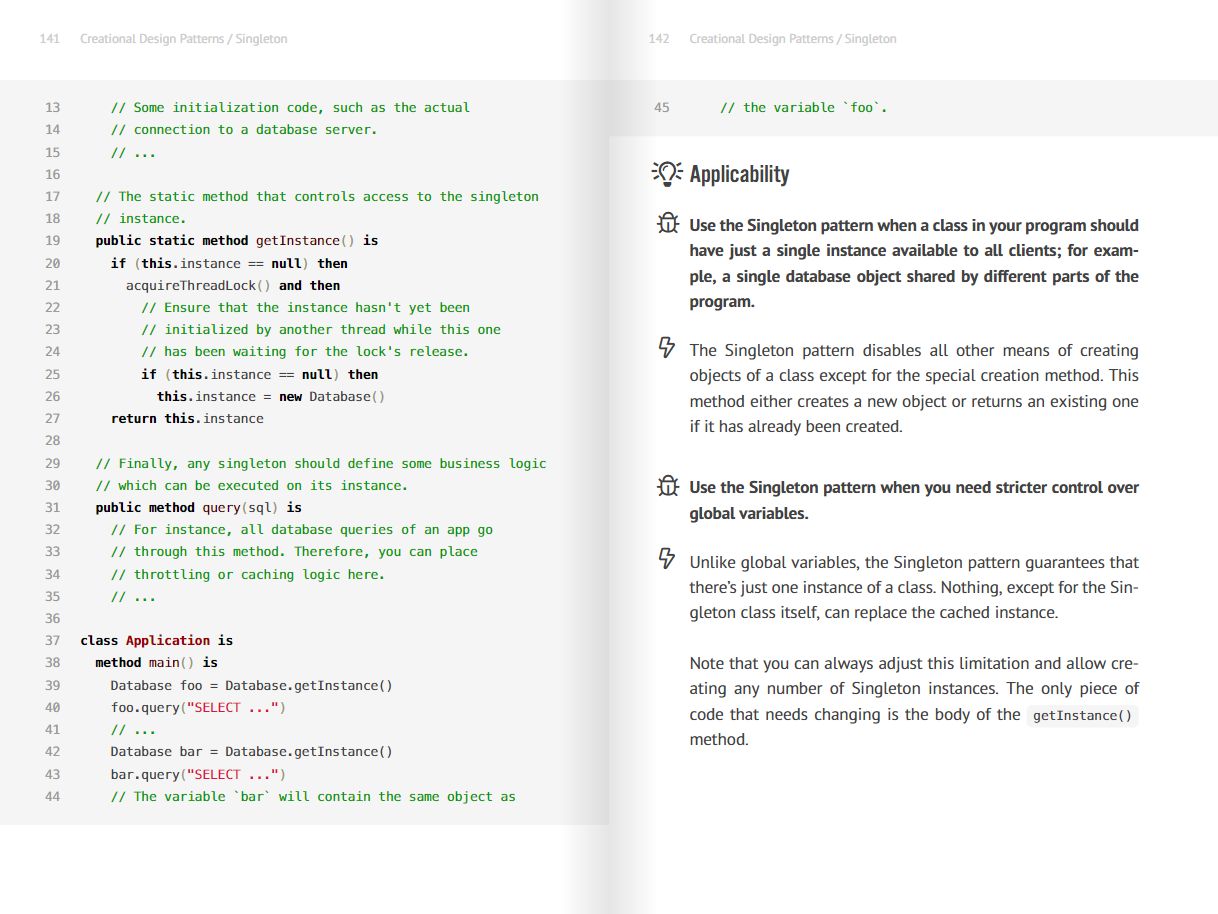 141 Creational Design Patterns / Singleton
13 // Some initialization code, such as the actual
14 // connection to a database server.
15 // ...
16
17 // The static method that controls access to the singleton
18 // instance.
19 public static method getInstance() is
20 if (this.instance == null) then
21 acquireThreadLock() and then
22 // Ensure that the instance hasn't yet been
23 // initialized by another thread while this one
24 // has been waiting for the lock's release.
25 if (this.instance == null) then
26 this.instance = new Database()
27 return this.instance
28
29 // Finally, any singleton should define some business logic
30 // which can be executed on its instance.
31 public method query(sql) is
32 // For instance, all database queries of an app go
33 // through this method. Therefore, you can place
34 // throttling or caching logic here.
35 // ...
36
37 class Application is
38 method main() is
39 Database foo = Database.getInstance()
40 foo.query("SELECT ...")
41 // ...
42 Database bar = Database.getInstance()
43 bar.query("SELECT ...")
44 // The variable `bar` will contain the same object as
142 Creational Design Patterns / Singleton
45 // the variable `foo`.
Applicability
Use the Singleton pattern when a class in your program should
have just a single instance available to all clients; for exam-
ple, a single database object shared by different parts of the
program.
The Singleton pattern disables all other means of creating
objects of a class except for the special creation method. This
method either creates a new object or returns an existing one
if it has already been created.
Use the Singleton pattern when you need stricter control over
global variables.
Unlike global variables, the Singleton pattern guarantees that
there's just one instance of a class. Nothing, except for the Sin-
gleton class itself, can replace the cached instance.
Note that you can always adjust this limitation and allow cre-
ating any number of Singleton instances. The only piece of
code that needs changing is the body of the getInstance()
method.